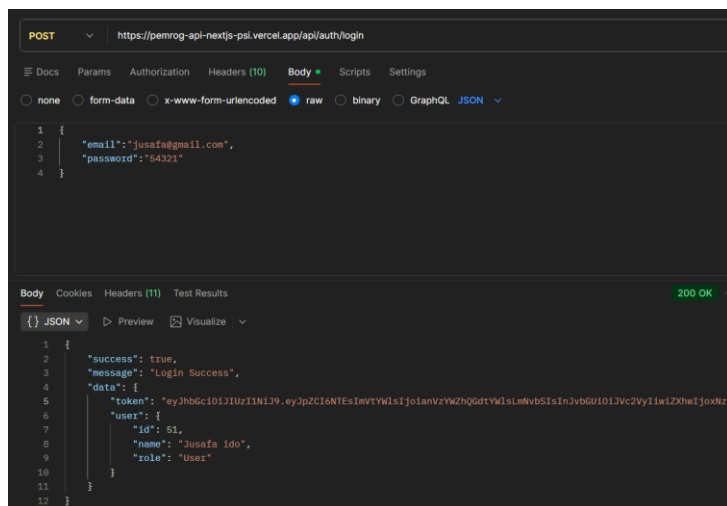 POST https://pemrog-api-nextjs-psi.vercel.app/api/auth/login
Docs Params Authorization Headers (10) Body Scripts Settings
none form-data x-www-form-urlencoded raw binary GraphQL JSON
1 {
2 "email":"jusafa@gmail.com",
3 "password":"54321"
4 }
Body Cookies Headers (11) Test Results 200 OK
{} JSON Preview Visualize
1 {
2 "success": true,
3 "message": "Login Success",
4 "data": {
5 "token": "eyJhbGciOiJIUzI1NiJ9.eyJpZCI6NTEsImVtYWlsIjoianVzYWZhQGdtYWlsLmNvbSIsInJvbGUiOiJVc2VyIiwiZXhwIjoxNz
6 "user": {
7 "id": 51,
8 "name": "Jusafa ido",
9 "role": "User"
10 }
11 }
12 }